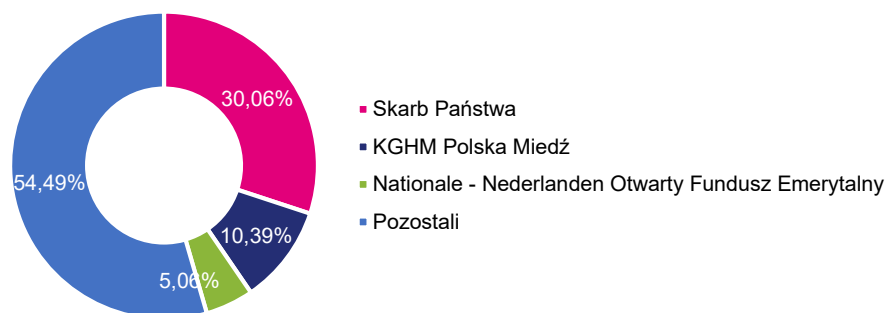 30,06%
54,49%
10,39%
5,06%
Skarb Państwa
KGHM Polska Miedź
Nationale - Nederlanden Otwarty Fundusz Emerytalny
Pozostali